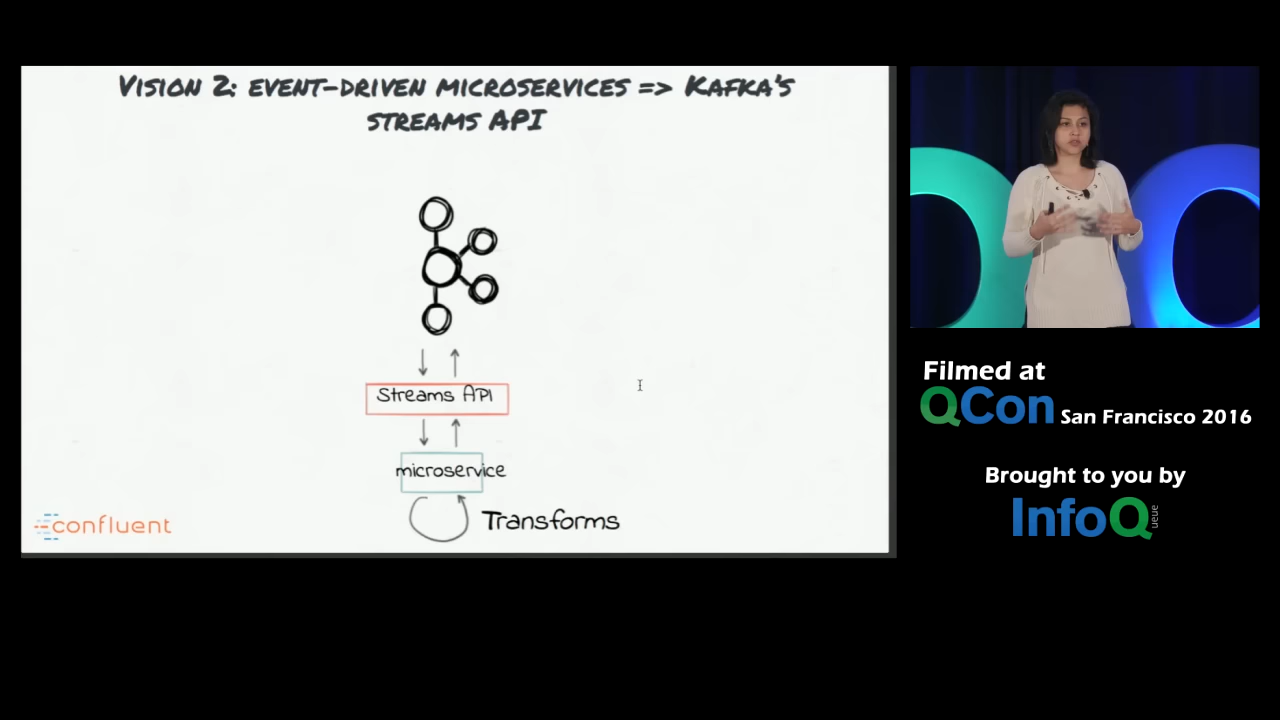 Vision 2: event-driven microservices => Kafka's
streams API
Streams API
microservice
Transforms
confluent
Filmed at
QCon San Francisco 2016
Brought to you by
InfoQ